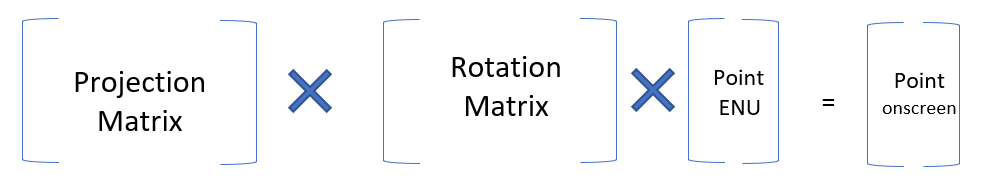 Projection
Matrix
Rotation
Matrix
Point
ENU
=
Point
onscreen